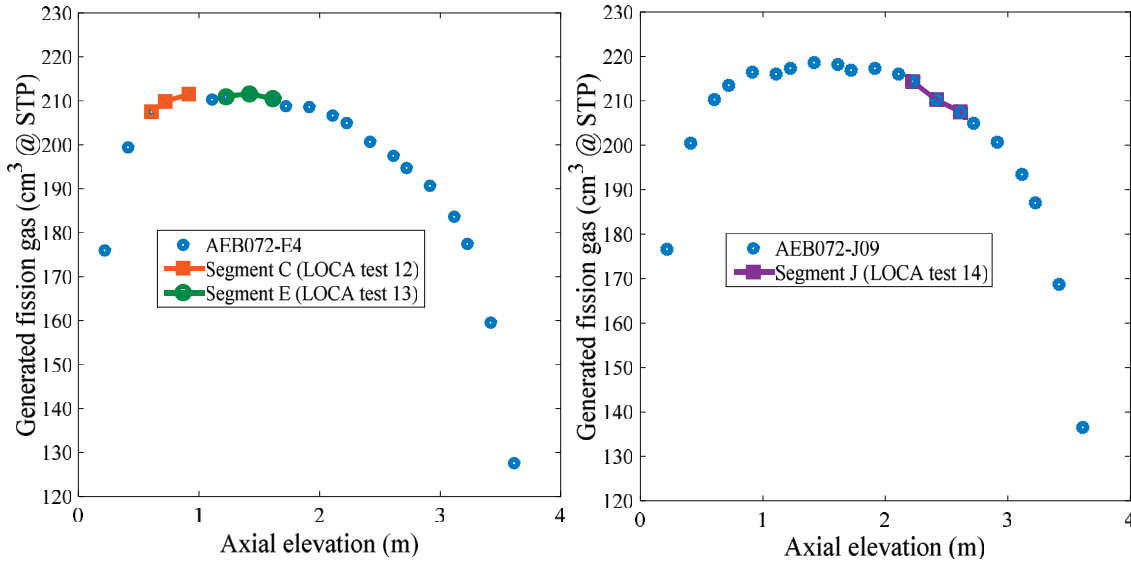 Generated fission gas (cm³ @ STP)
230
220
210
200
190
180
170
160
150
140
130
120
AEB072-E4
Segment C (LOCA test 12)
Segment E (LOCA test 13)
0 1 2 3 4
Axial elevation (m)
Generated fission gas (cm³ @ STP)
230
220
210
200
190
180
170
160
150
140
130
120
AEB072-J09
Segment J (LOCA test 14)
0 1 2 3 4
Axial elevation (m)